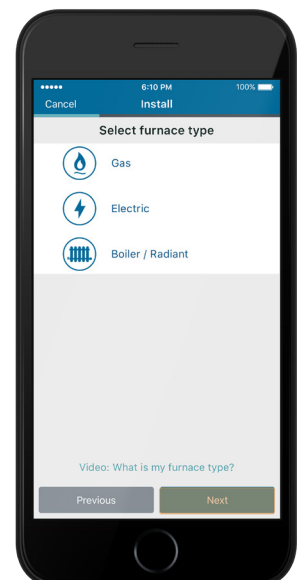 6:10 PM 100%
Cancel Install
Select furnace type
Gas
Electric
Boiler / Radiant
Video: What is my furnace type?
Previous Next